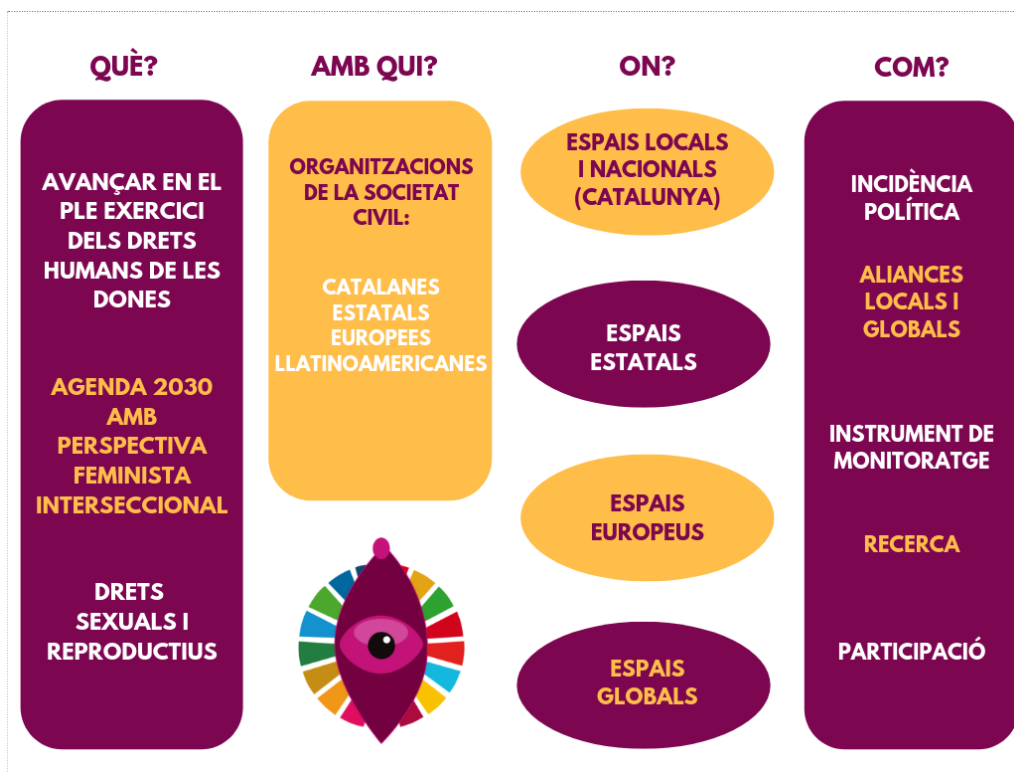 QUÈ?
AVANÇAR EN EL
PLE EXERCICI
DELS DRETS
HUMANS DE LES
DONES
AGENDA 2030
AMB
PERSPECTIVA
FEMINISTA
INTERSECCIONAL
DRETS
SEXUALS I
REPRODUCTIUS
AMB QUI?
ORGANITZACIONS
DE LA SOCIETAT
CIVIL:
CATALANES
ESTATALS
EUROPEES
LLATINOAMERICANES
ON?
ESPAIS LOCALS
I NACIONALS
(CATALUNYA)
ESPAIS
ESTATALS
ESPAIS
EUROPEUS
ESPAIS
GLOBALS
COM?
INCIDÈNCIA
POLÍTICA
ALIANCES
LOCALS I
GLOBALS
INSTRUMENT DE
MONITORATGE
RECERCA
PARTICIPACIÓ